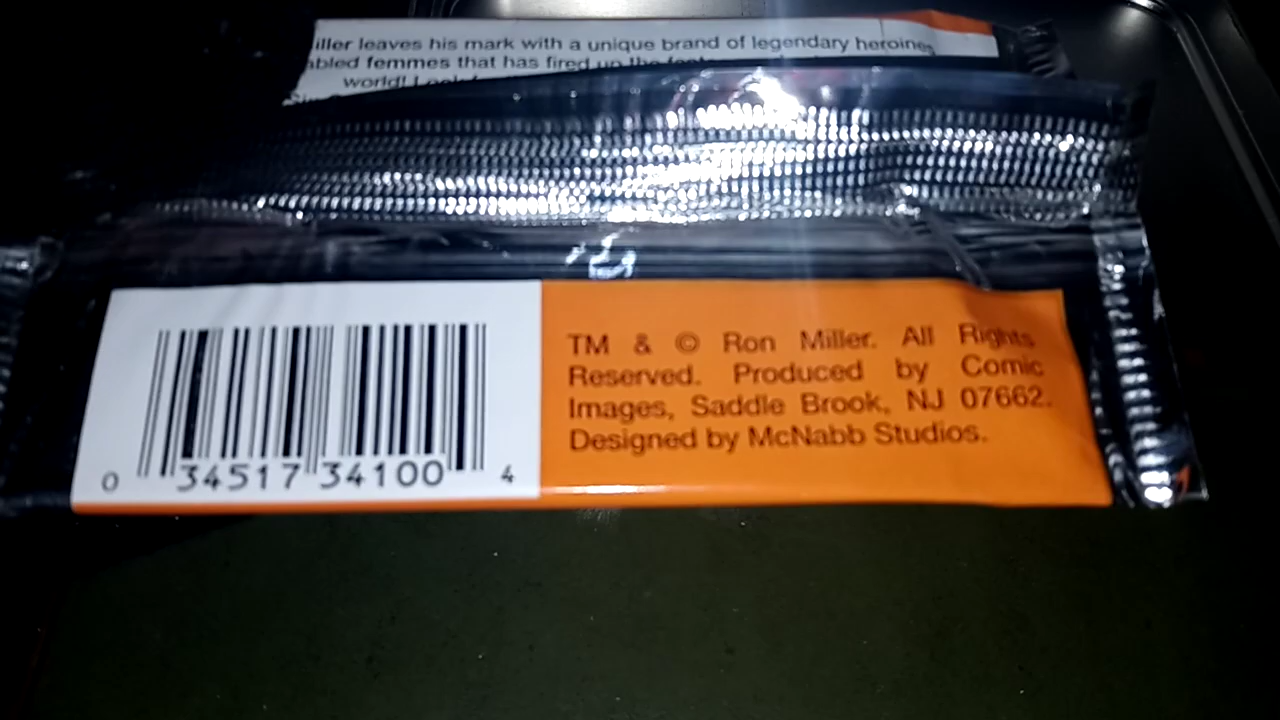 iller leaves his mark with a unique brand of legendary heroines
abled femmes that has fired up the
world!
0 34517 34100 4
TM & © Ron Miller. All Rights
Reserved. Produced by Comic
Images, Saddle Brook, NJ 07662.
Designed by McNabb Studios.